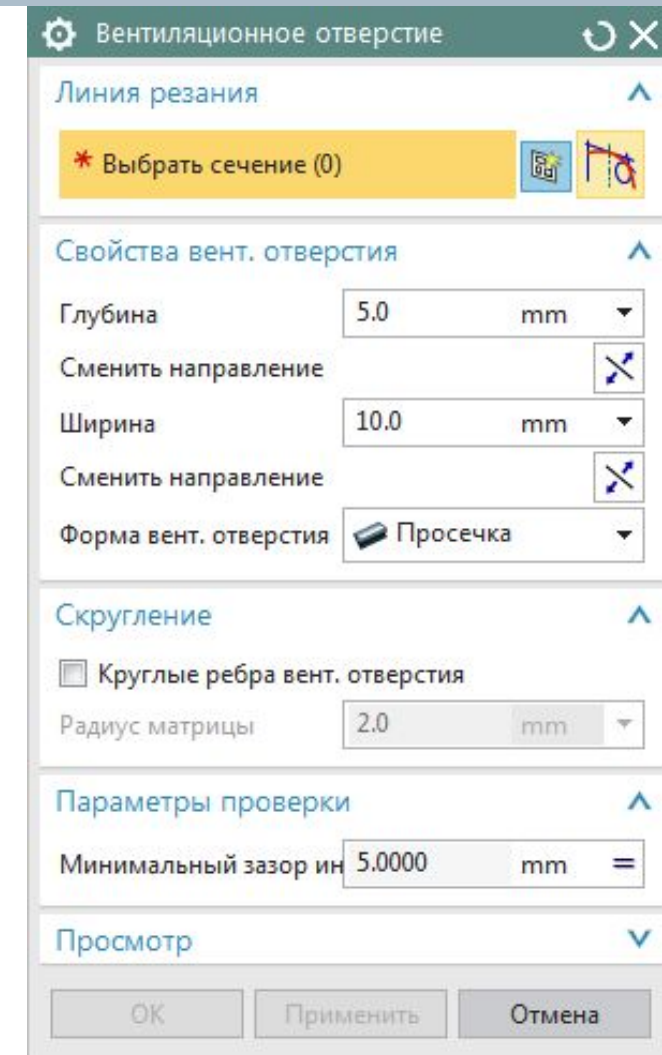 Вентиляционное отверстие
Линия резания
* Выбрать сечение (0)
Свойства вент. отверстия
Глубина 5.0 mm
Сменить направление
Ширина 10.0 mm
Сменить направление
Форма вент. отверстия Просечка
Скругление
Круглые ребра вент. отверстия
Радиус матрицы 2.0 mm
Параметры проверки
Минимальный зазор ин 5.0000 mm =
Просмотр
ОК Применить Отмена